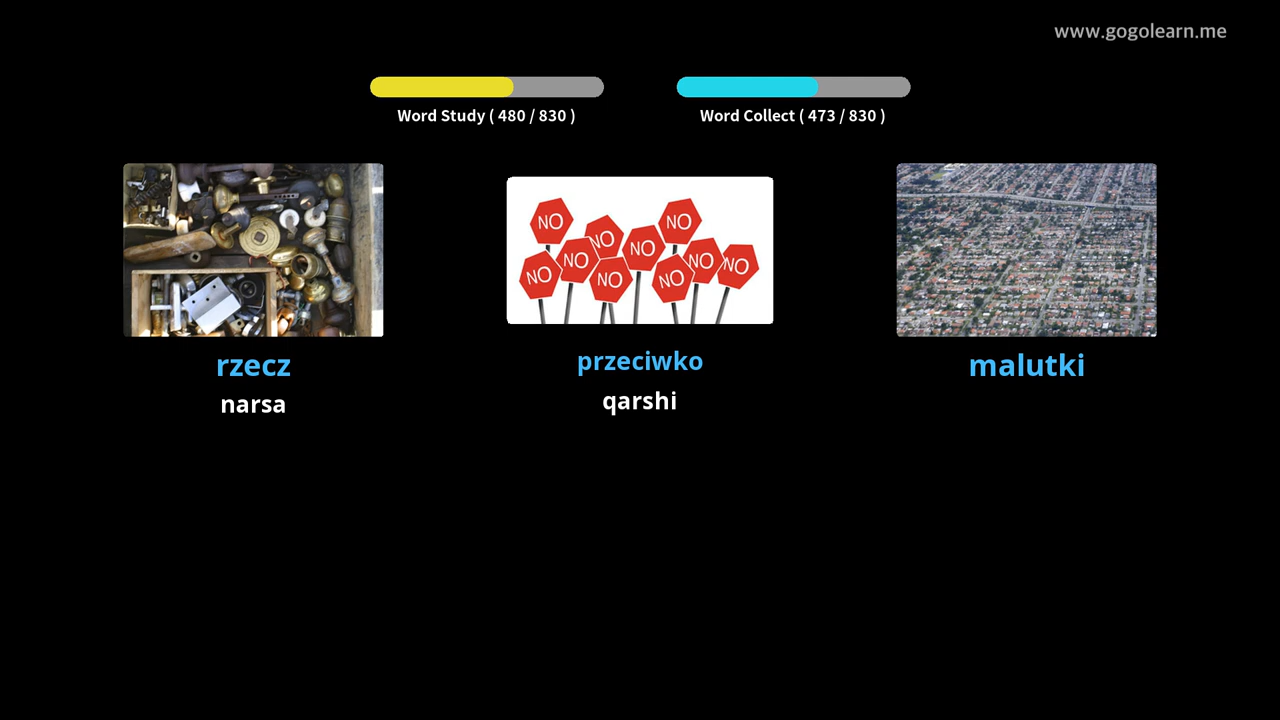 www.gogolearn.me
Word Study ( 480 / 830 )
Word Collect ( 473 / 830 )
NO
NO
NO
NO
NO
NO
NO
NO
NO
NO
rzecz
narsa
przeciwko
qarshi
malutki